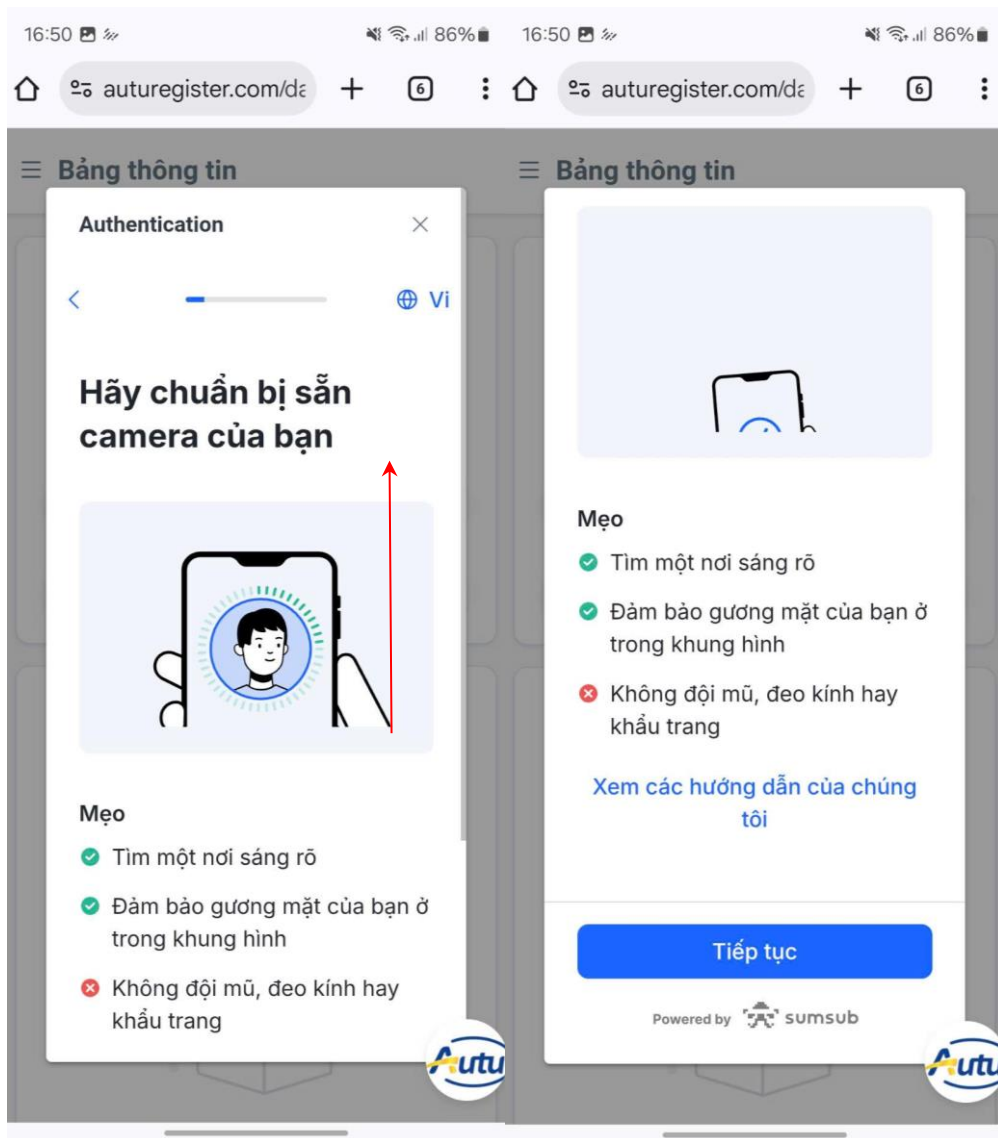 16:50
86%
auturegister.com/da
6
Bảng thông tin
Authentication
Vi
Hãy chuẩn bị sẵn
camera của bạn
Mẹo
Tìm một nơi sáng rõ
Đảm bảo gương mặt của bạn ở
trong khung hình
Không đội mũ, đeo kính hay
khẩu trang
Autu
16:50
86%
auturegister.com/da
6
Bảng thông tin
Mẹo
Tìm một nơi sáng rõ
Đảm bảo gương mặt của bạn ở
trong khung hình
Không đội mũ, đeo kính hay
khẩu trang
Xem các hướng dẫn của chúng
tôi
Tiếp tục
Powered by sumsub
Autu